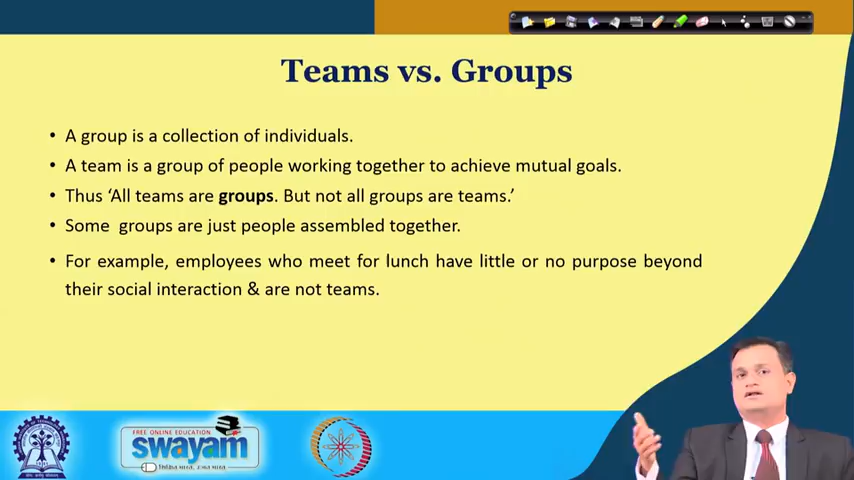 Teams vs. Groups
• A group is a collection of individuals.
• A team is a group of people working together to achieve mutual goals.
• Thus ‘All teams are groups. But not all groups are teams.’
• Some groups are just people assembled together.
• For example, employees who meet for lunch have little or no purpose beyond
their social interaction & are not teams.
FREE ONLINE EDUCATION
swayam